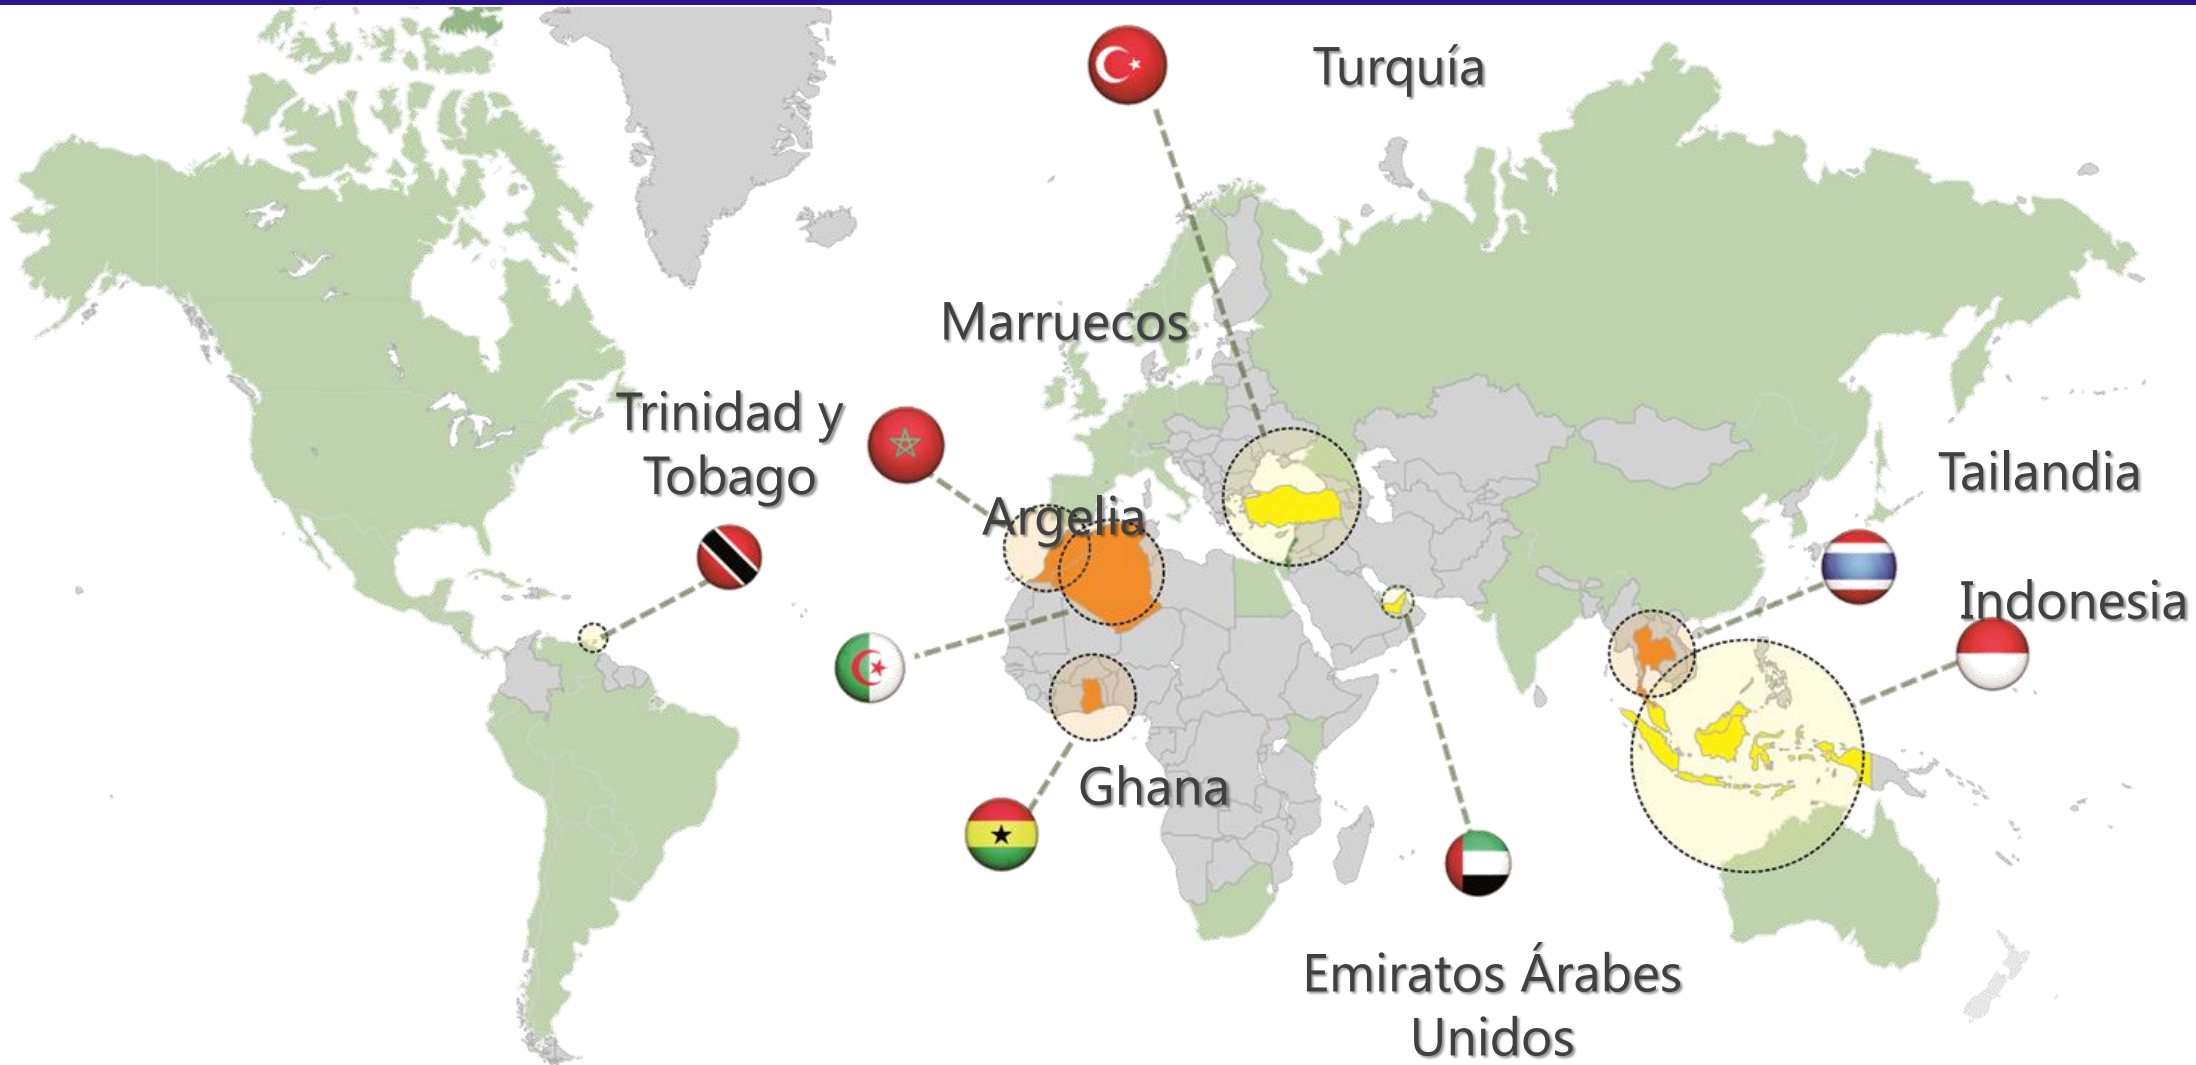 Turquía
Marruecos
Trinidad y
Tobago
Argelia
Tailandia
Indonesia
Ghana
Emiratos Árabes
Unidos